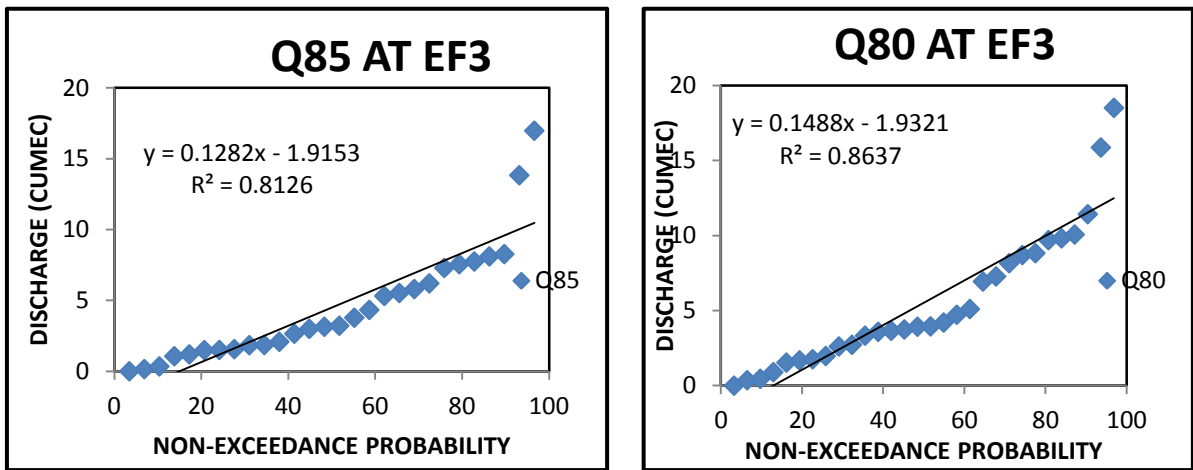 Q85 AT EF3
DISCHARGE (CUMEC)
20
15
10
5
0
y = 0.1282x - 1.9153
R² = 0.8126
Q85
0 20 40 60 80 100
NON-EXCEEDANCE PROBABILITY
Q80 AT EF3
DISCHARGE (CUMEC)
20
15
10
5
0
y = 0.1488x - 1.9321
R² = 0.8637
Q80
0 20 40 60 80 100
NON-EXCEEDANCE PROBABILITY